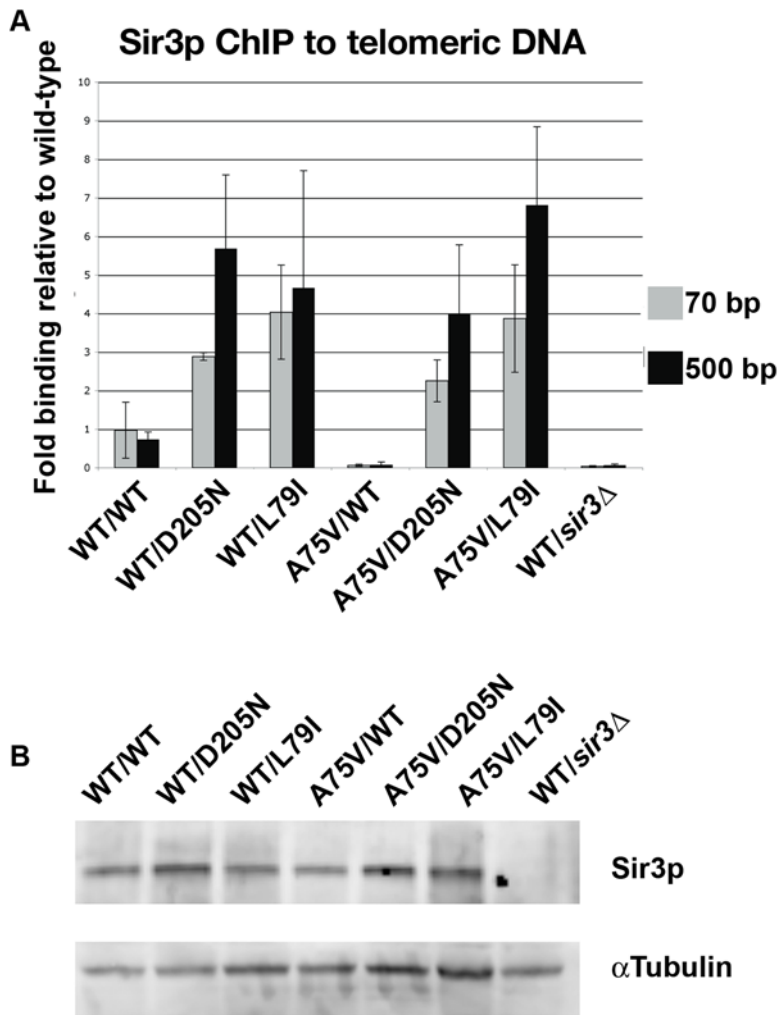 A
Sir3p ChIP to telomeric DNA
Fold binding relative to wild-type
10
9
8
7
6
5
4
3
2
1
0
70 bp
500 bp
WT/WT
WT/D205N
WT/L79I
A75V/WT
A75V/D205N
A75V/L79I
WT/sir3Δ
B
WT/WT
WT/D205N
WT/L79I
A75V/WT
A75V/D205N
A75V/L79I
WT/sir3Δ
Sir3p
αTubulin